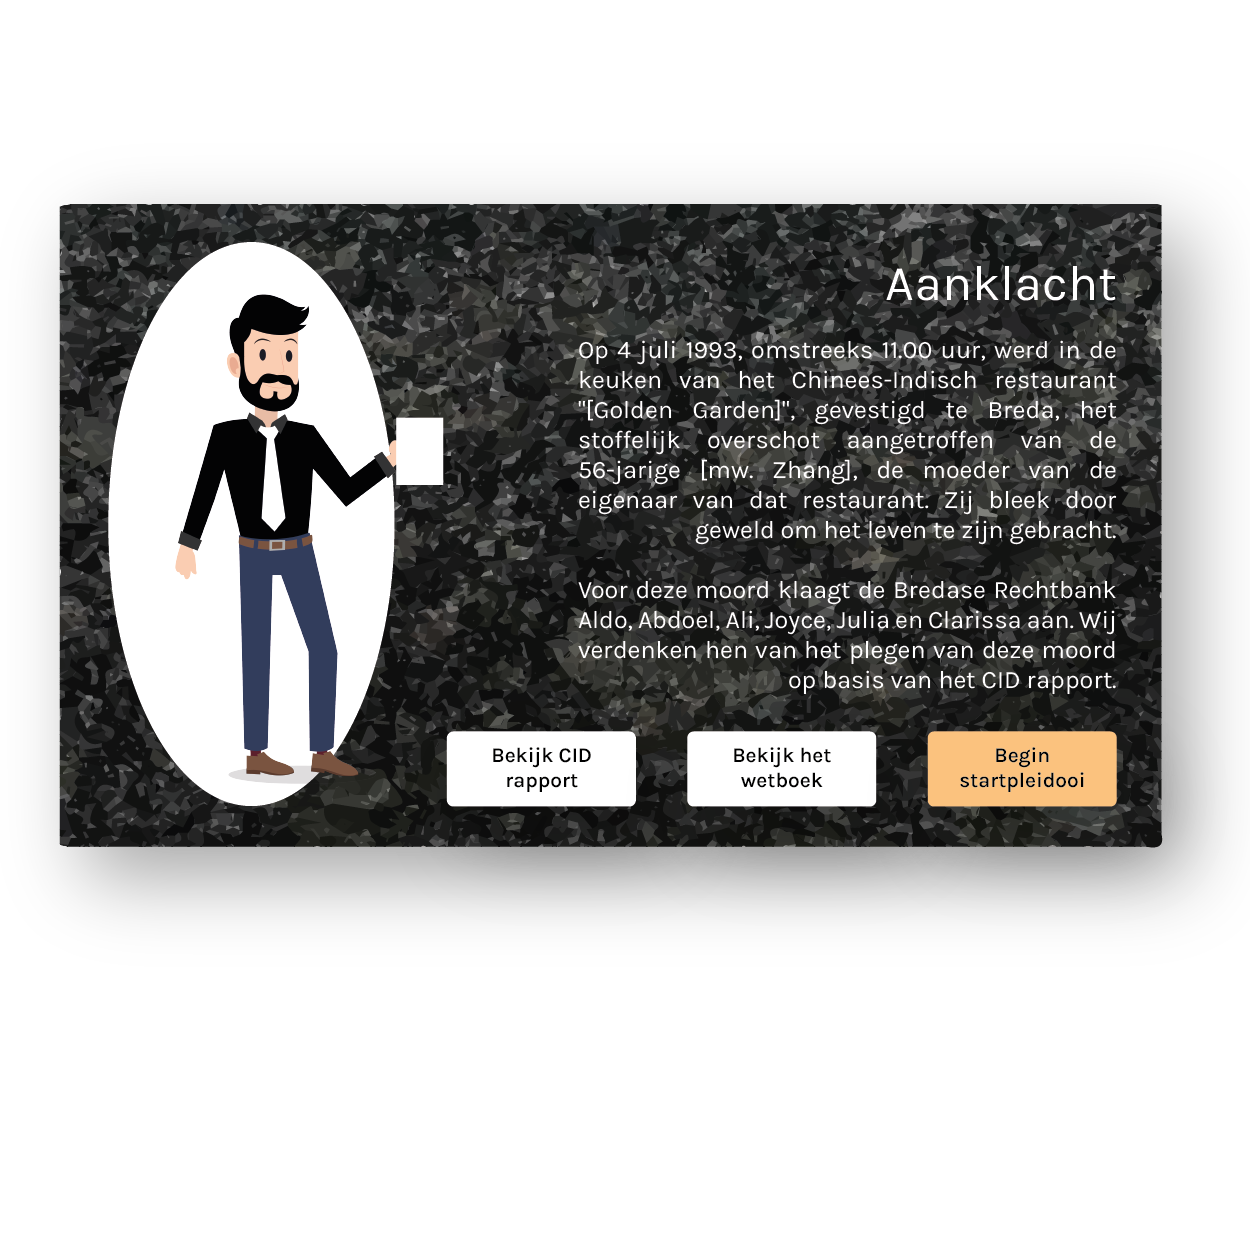 Aanklacht
Op 4 juli 1993, omstreeks 11.00 uur, werd in de
keuken van het Chinees-Indisch restaurant
"[Golden Garden]", gevestigd te Breda, het
stoffelijk overschot aangetroffen van de
56-jarige [mw. Zhang], de moeder van de
eigenaar van dat restaurant. Zij bleek door
geweld om het leven te zijn gebracht.
Voor deze moord klaagt de Bredase Rechtbank
Aldo, Abdoel, Ali, Joyce, Julia en Clarissa aan. Wij
verdenken hen van het plegen van deze moord
op basis van het CID rapport.
Bekijk CID
rapport
Bekijk het
wetboek
Begin
startpleidooi